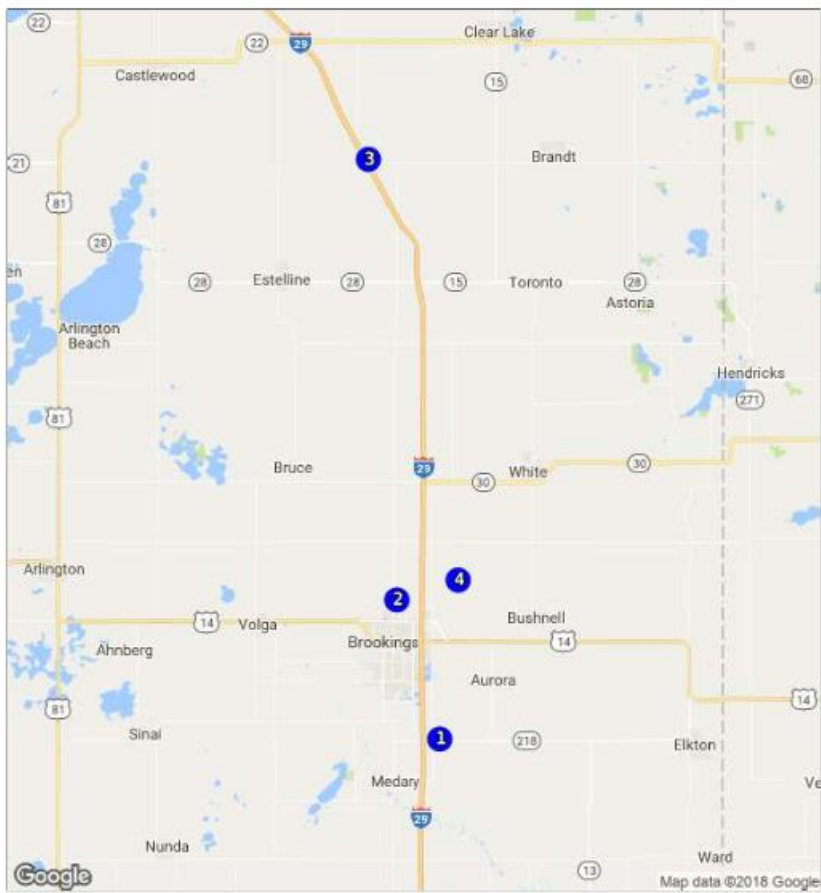 22
Clear Lake
22
29
Castlewood
15
68
21
3
Brandt
81
28
en
28
Estelline
28
15
Toronto
28
Astoria
Arlington
Beach
Hendricks
271
81
Bruce
29
White
30
30
Arlington
2
4
14
Volga
Bushnell
Brookings
14
Ahnberg
Aurora
81
14
Sinai
1
218
Elkton
Medary
Ve
29
Nunda
Ward
13
Google
Map data ©2018 Google